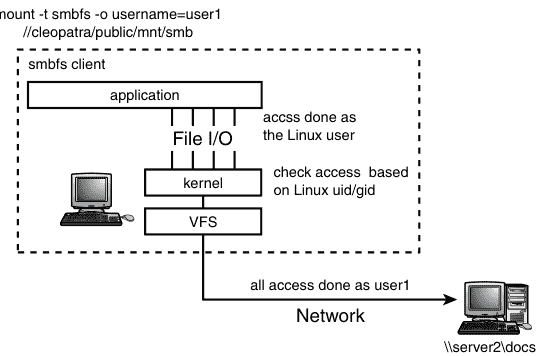 mount -t smbfs -o username=user1
//cleopatra/public/mnt/smb
smbfs client
application
accss done as
the Linux user
File I/O
kernel
check access based
on Linux uid/gid
VFS
all access done as user1
Network
\\server2\docs